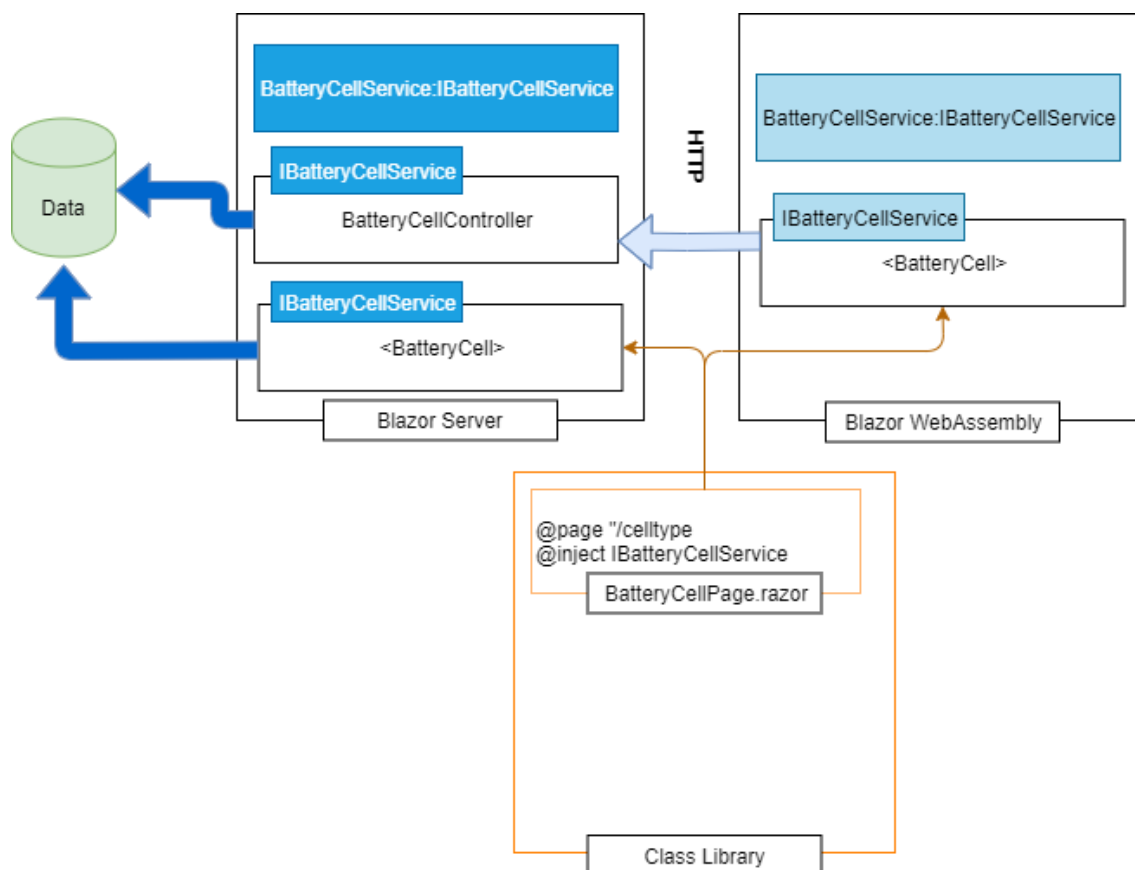 BatteryCellService:IBatteryCellService
IBatteryCellService
BatteryCellController
IBatteryCellService
<BatteryCell>
Blazor Server
Data
HTTP
BatteryCellService:IBatteryCellService
IBatteryCellService
<BatteryCell>
Blazor WebAssembly
@page "/celltype
@inject IBatteryCellService
BatteryCellPage.razor
Class Library